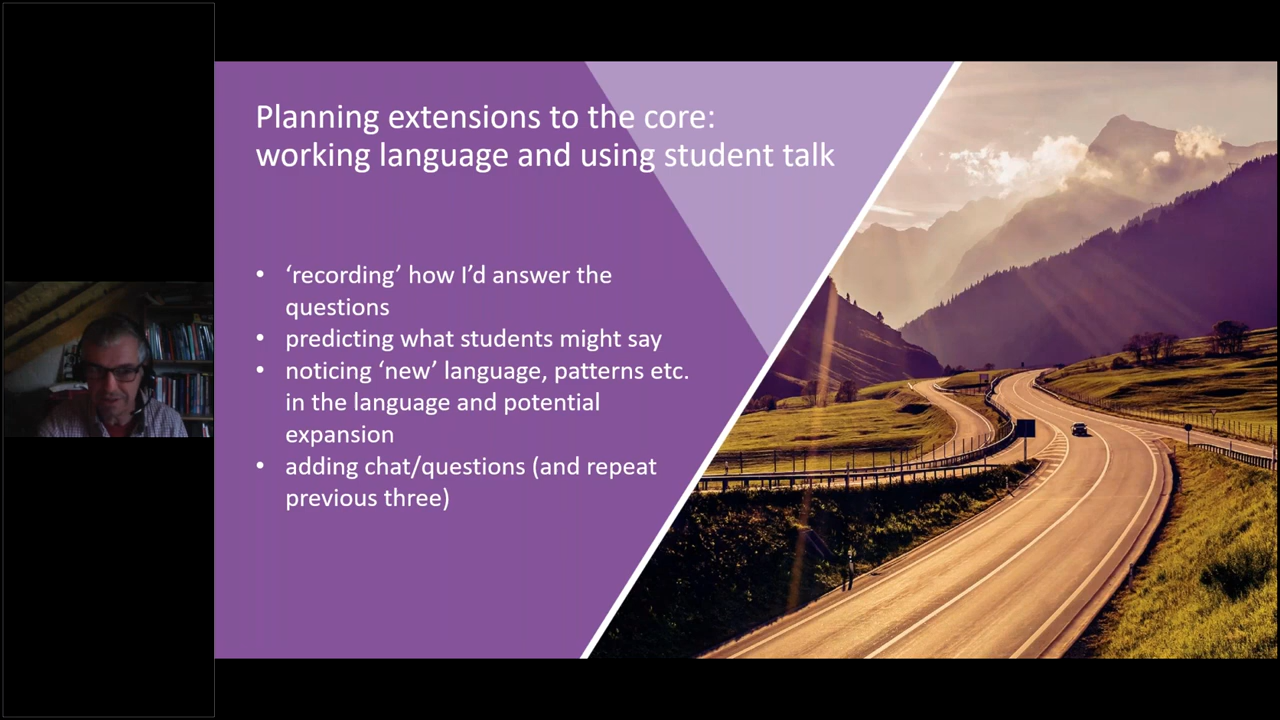 Planning extensions to the core:
working language and using student talk
• ‘recording’ how I’d answer the
questions
• predicting what students might say
• noticing ‘new’ language, patterns etc.
in the language and potential
expansion
• adding chat/questions (and repeat
previous three)